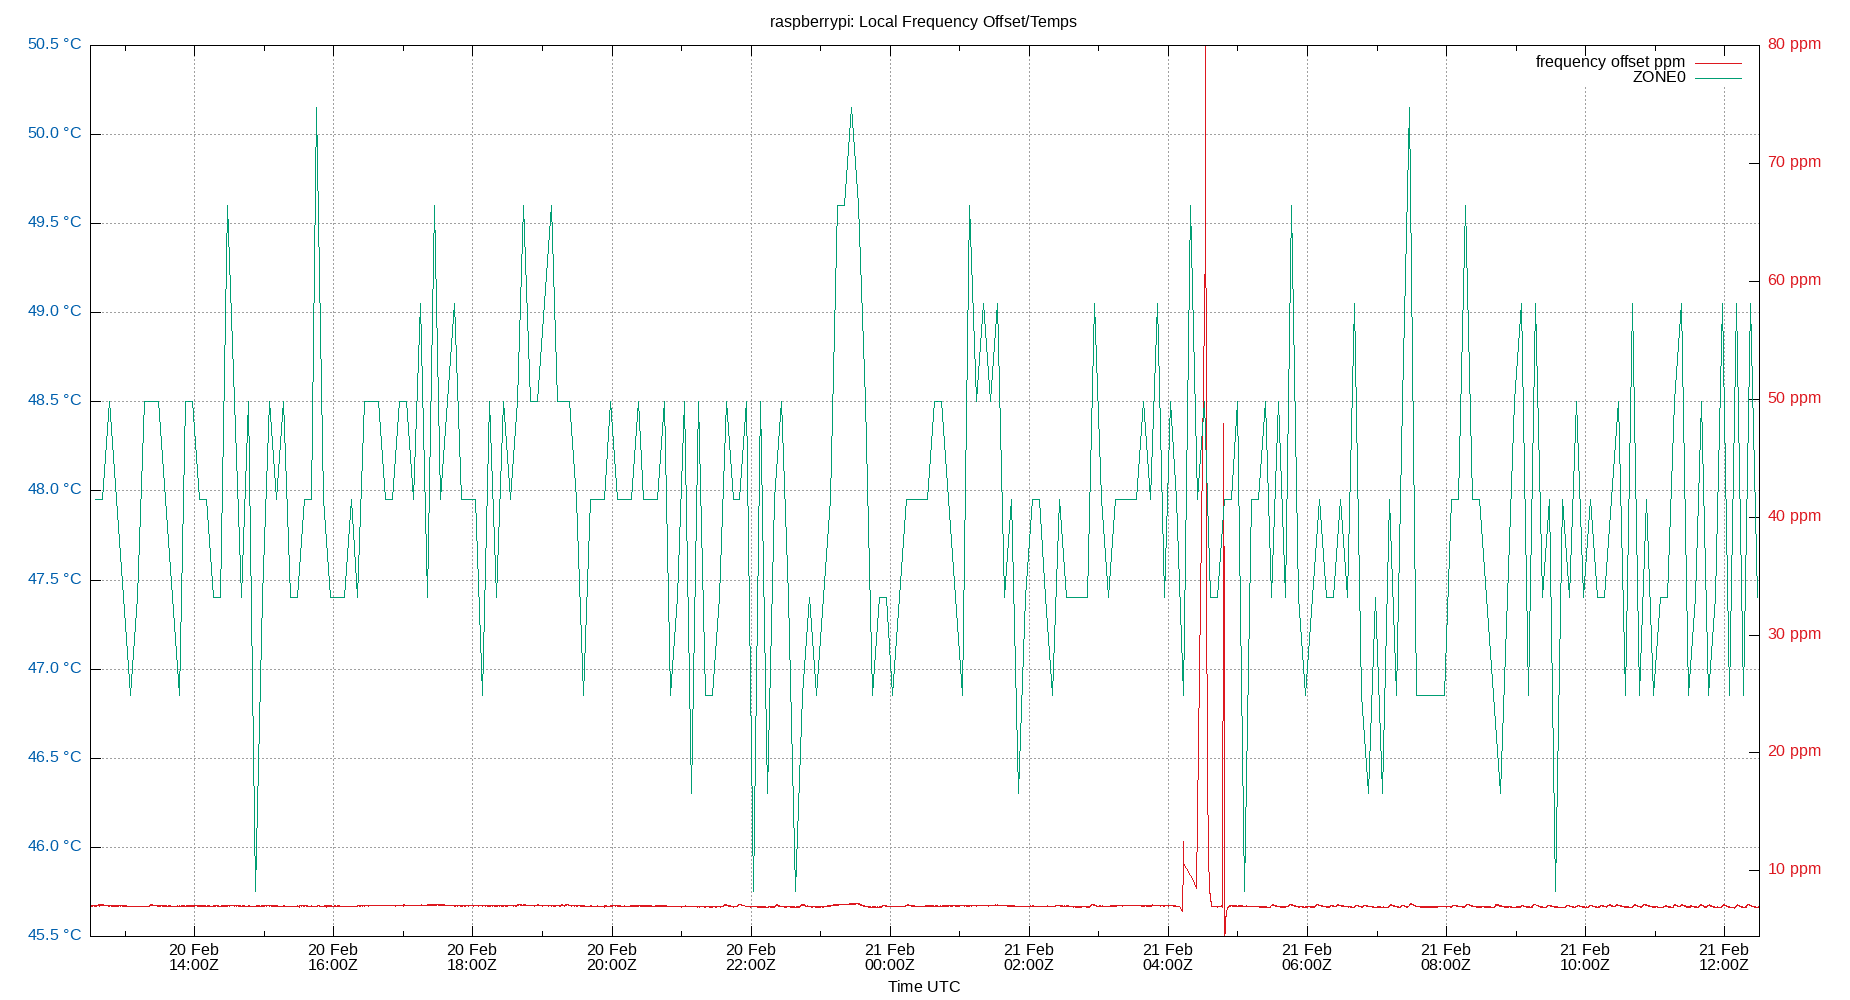 raspberrypi: Local Frequency Offset/Temps
50.5 °C
50.0 °C
49.5 °C
49.0 °C
48.5 °C
48.0 °C
47.5 °C
47.0 °C
46.5 °C
46.0 °C
45.5 °C
80 ppm
70 ppm
60 ppm
50 ppm
40 ppm
30 ppm
20 ppm
10 ppm
frequency offset ppm
ZONE0
20 Feb
14:00Z
20 Feb
16:00Z
20 Feb
18:00Z
20 Feb
20:00Z
20 Feb
22:00Z
21 Feb
00:00Z
21 Feb
02:00Z
21 Feb
04:00Z
21 Feb
06:00Z
21 Feb
08:00Z
21 Feb
10:00Z
21 Feb
12:00Z
Time UTC